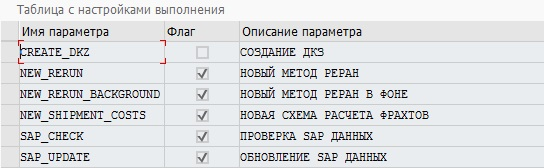 Таблица с настройками выполнения
Имя параметра Флаг Описание параметра
CREATE_DKZ СОЗДАНИЕ ДКЗ
NEW_RERUN НОВЫЙ МЕТОД РЕРАН
NEW_RERUN_BACKGROUND НОВЫЙ МЕТОД РЕРАН В ФОНЕ
NEW_SHIPMENT_COSTS НОВАЯ СХЕМА РАСЧЕТА ФРАХТОВ
SAP_CHECK ПРОВЕРКА SAP ДАННЫХ
SAP_UPDATE ОБНОВЛЕНИЕ SAP ДАННЫХ